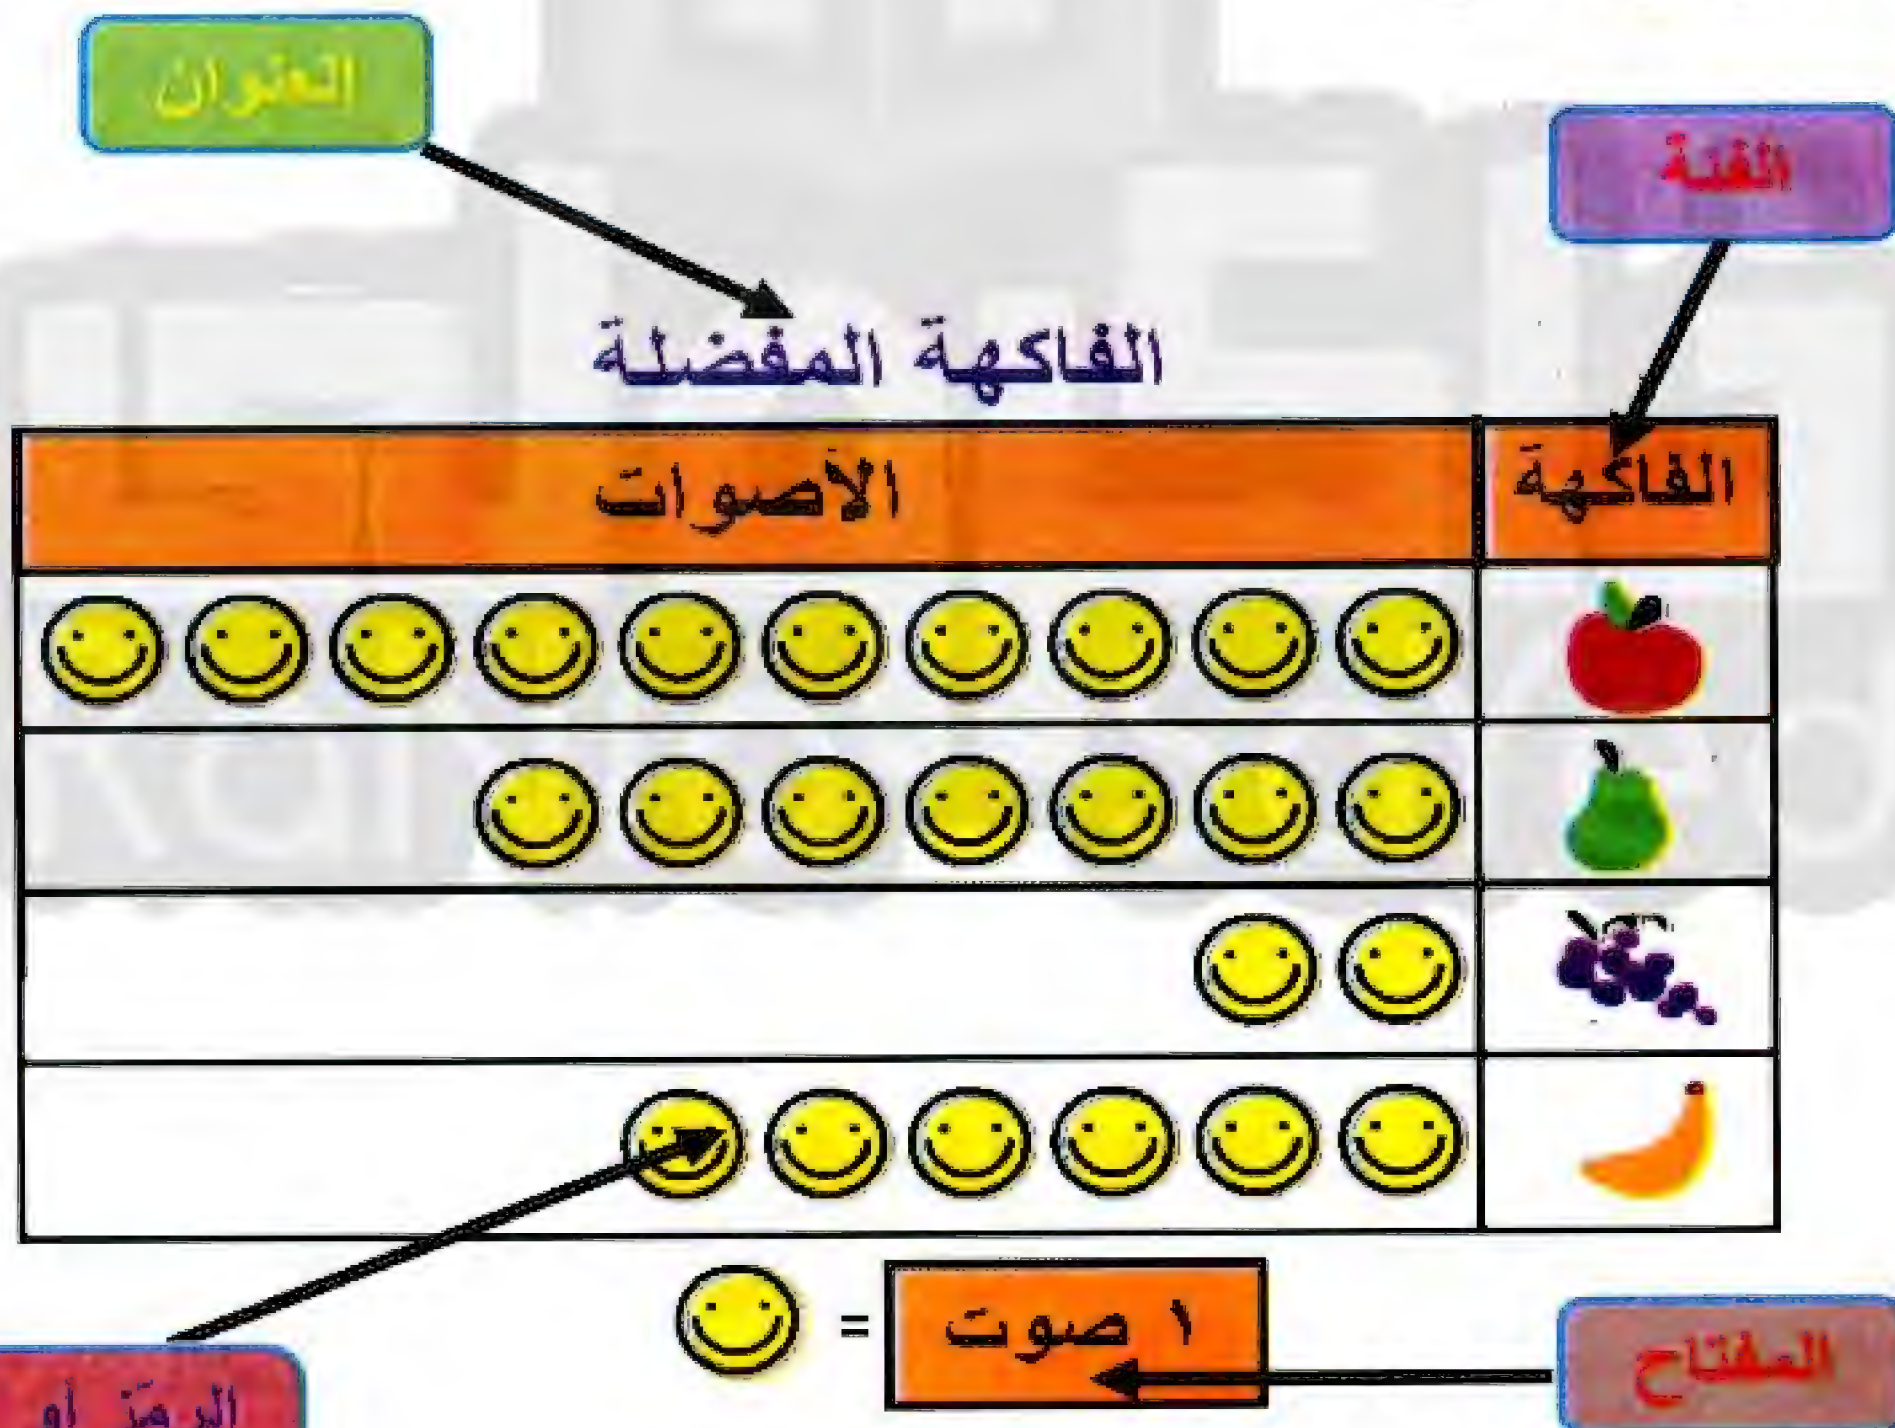 العنوان
الفئة
الفاكهة المفضلة
الفاكهة
الأصوات
= ١ صوت
المفتاح
الرمز أو